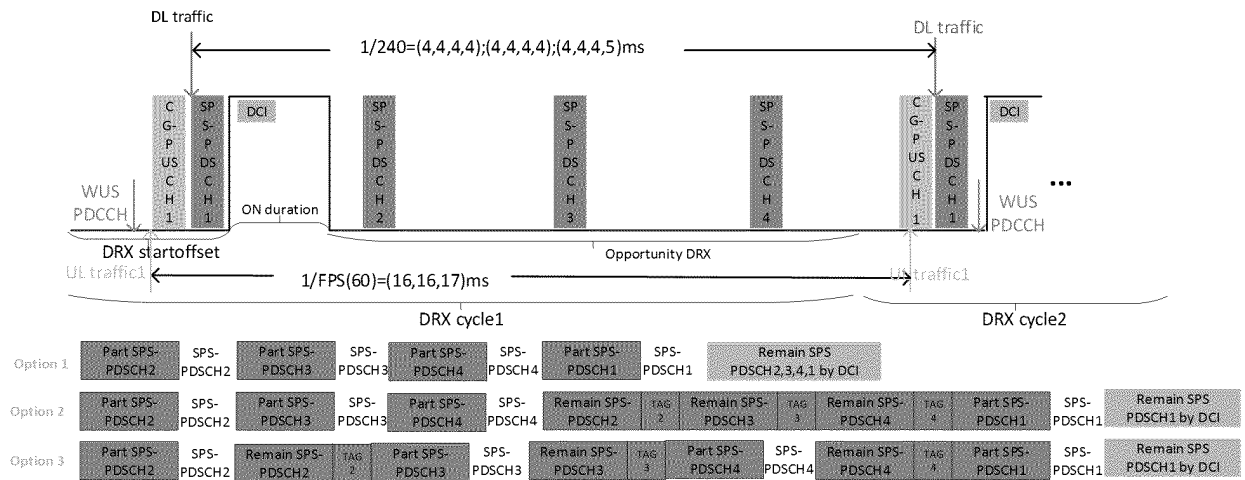 DL traffic
DL traffic
1/240=(4,4,4,4);(4,4,4,4);(4,4,4,5)ms
CG-PUSCH1
SPS-PDSCH1
DCI
SPS-PDSCH2
SPS-PDSCH3
SPS-PDSCH4
CG-PUSCH1
SPS-PDSCH1
DCI
WUS
PDCCH
ON duration
...
WUS
PDCCH
DRX startoffset
Opportunity DRX
UL traffic1
1/FPS(60)=(16,16,17)ms
UL traffic1
DRX cycle1
DRX cycle2
Option 1
Part SPS-PDSCH2
SPS-PDSCH2
Part SPS-PDSCH3
SPS-PDSCH3
Part SPS-PDSCH4
SPS-PDSCH4
Part SPS-PDSCH1
SPS-PDSCH1
Remain SPS
PDSCH2,3,4,1 by DCI
Option 2
Part SPS-PDSCH2
SPS-PDSCH2
Part SPS-PDSCH3
SPS-PDSCH3
Part SPS-PDSCH4
SPS-PDSCH4
Remain SPS-PDSCH2
TAG 2
Remain SPS-PDSCH3
TAG 3
Remain SPS-PDSCH4
TAG 4
Part SPS-PDSCH1
SPS-PDSCH1
Remain SPS
PDSCH1 by DCI
Option 3
Part SPS-PDSCH2
SPS-PDSCH2
Remain SPS-PDSCH2
TAG 2
Part SPS-PDSCH3
SPS-PDSCH3
Remain SPS-PDSCH3
TAG 3
Part SPS-PDSCH4
SPS-PDSCH4
Remain SPS-PDSCH4
TAG 4
Part SPS-PDSCH1
SPS-PDSCH1
Remain SPS
PDSCH1 by DCI